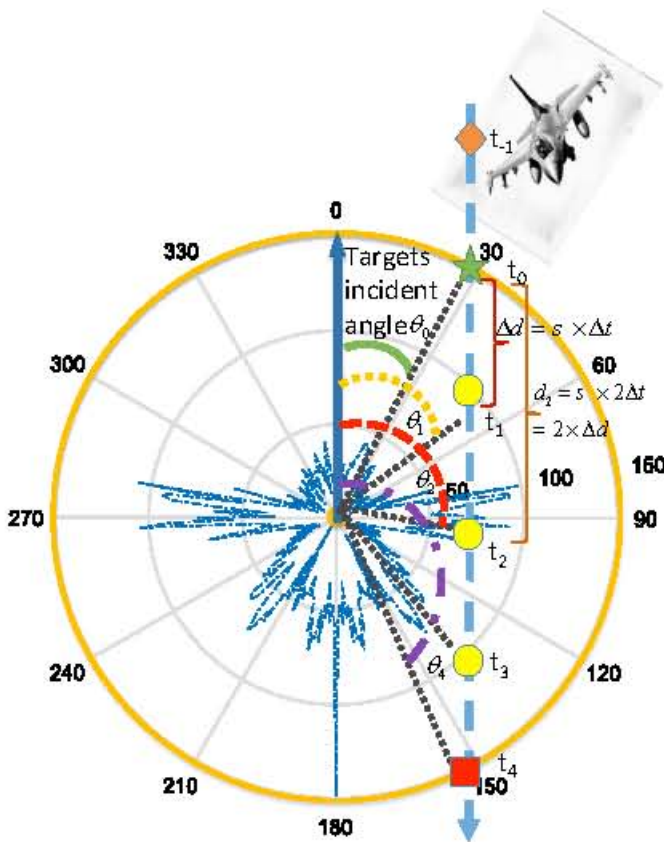 t-1
0
30
330
Targets
incident
angle θ0
t0
Δd = s × Δt
300
60
d2 = s × 2Δt
= 2 × Δd
θ1
t1
θ2
50
100
150
270
90
t2
240
θ4
t3
120
210
t4
150
180